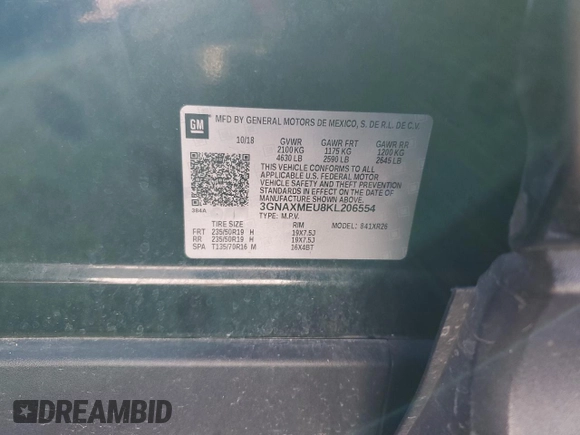 GM
MFD BY GENERAL MOTORS DE MEXICO, S. DE R.L. DE C.V.
10/18 GVWR GAWR FRT GAWR RR
2100 KG 1175 KG 1200 KG
4630 LB 2590 LB 2645 LB
THIS VEHICLE CONFORMS TO ALL
APPLICABLE U.S. FEDERAL MOTOR
VEHICLE SAFETY AND THEFT PREVENTION
STANDARDS IN EFFECT ON THE DATE OF
MANUFACTURE SHOWN ABOVE.
3GNAXMEU8KL206554
384A TYPE: M.P.V.
TIRE SIZE RIM MODEL: 841XR26
FRT 235/50R19 H 19X7.5J
RR 235/50R19 H 19X7.5J
SPA T135/70R16 M 16X4BT
DREAMBID